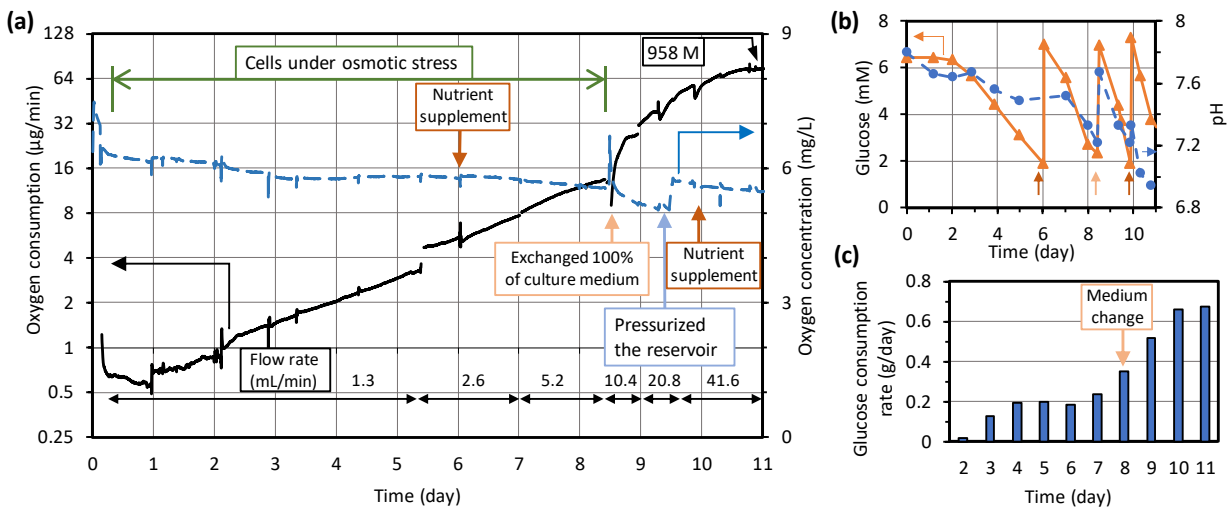 (a)
128
64
32
16
8
4
2
1
0.5
0.25
Oxygen consumption (µg/min)
0 1 2 3 4 5 6 7 8 9 10 11
Time (day)
9
6
3
0
Oxygen concentration (mg/L)
Cells under osmotic stress
958 M
Nutrient
supplement
Exchanged 100%
of culture medium
Nutrient
supplement
Pressurized
the reservoir
Flow rate
(mL/min)
1.3 2.6 5.2 10.4 20.8 41.6
(b)
8
6
4
2
0
Glucose (mM)
0 2 4 6 8 10
Time (day)
8
7.6
7.2
6.8
pH
(c)
0.8
0.6
0.4
0.2
0
Glucose consumption
rate (g/day)
Medium
change
2 3 4 5 6 7 8 9 10 11
Time (day)